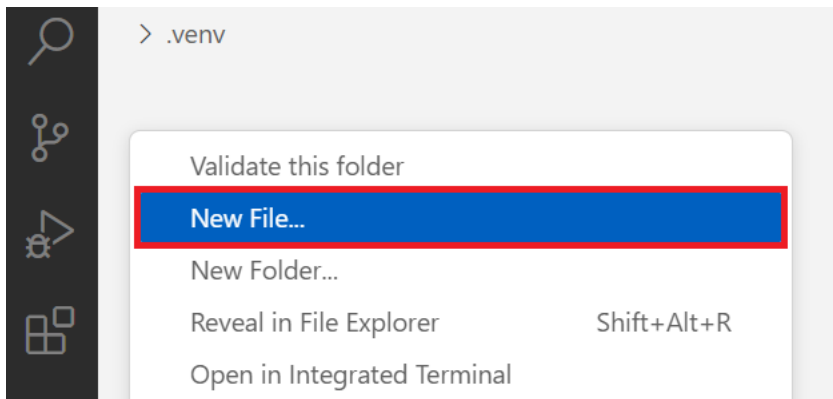 .venv
Validate this folder
New File...
New Folder...
Reveal in File Explorer Shift+Alt+R
Open in Integrated Terminal